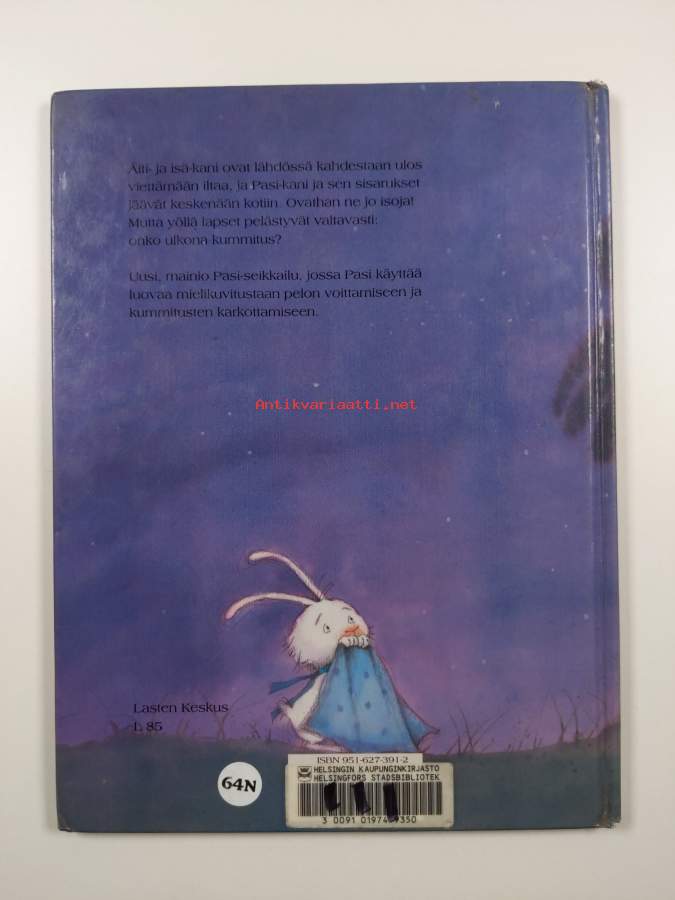 Äiti- ja isä-kani ovat lähdössä kahdestaan ulos
viettämään iltaa, ja Pasi-kani ja sen sisarukset
jäävät keskenään kotiin. Ovathan ne jo isoja!
Mutta yöllä lapset pelästyvät valtavasti:
onko ulkona kummitus?
Uusi, mainio Pasi-seikkailu, jossa Pasi käyttää
luovaa mielikuvitustaan pelon voittamiseen ja
kummitusten karkottamiseen.
Antikvariaatti.net
Lasten Keskus
L 85
64N
ISBN 951-627-391-2
HELSINGIN KAUPUNGINKIRJASTO
HELSINGFORS STADSBIBLIOTEK
3 0091 0197